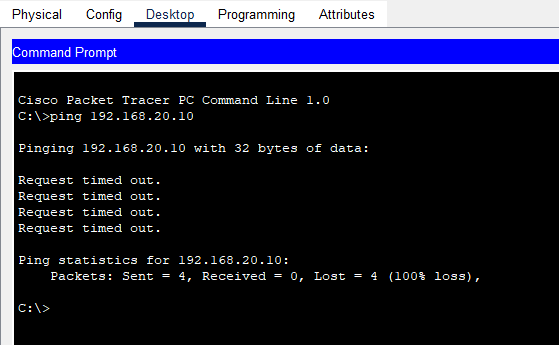 Physical Config Desktop Programming Attributes
Command Prompt
Cisco Packet Tracer PC Command Line 1.0
C:\>ping 192.168.20.10
Pinging 192.168.20.10 with 32 bytes of data:
Request timed out.
Request timed out.
Request timed out.
Request timed out.
Ping statistics for 192.168.20.10:
Packets: Sent = 4, Received = 0, Lost = 4 (100% loss),
C:\>